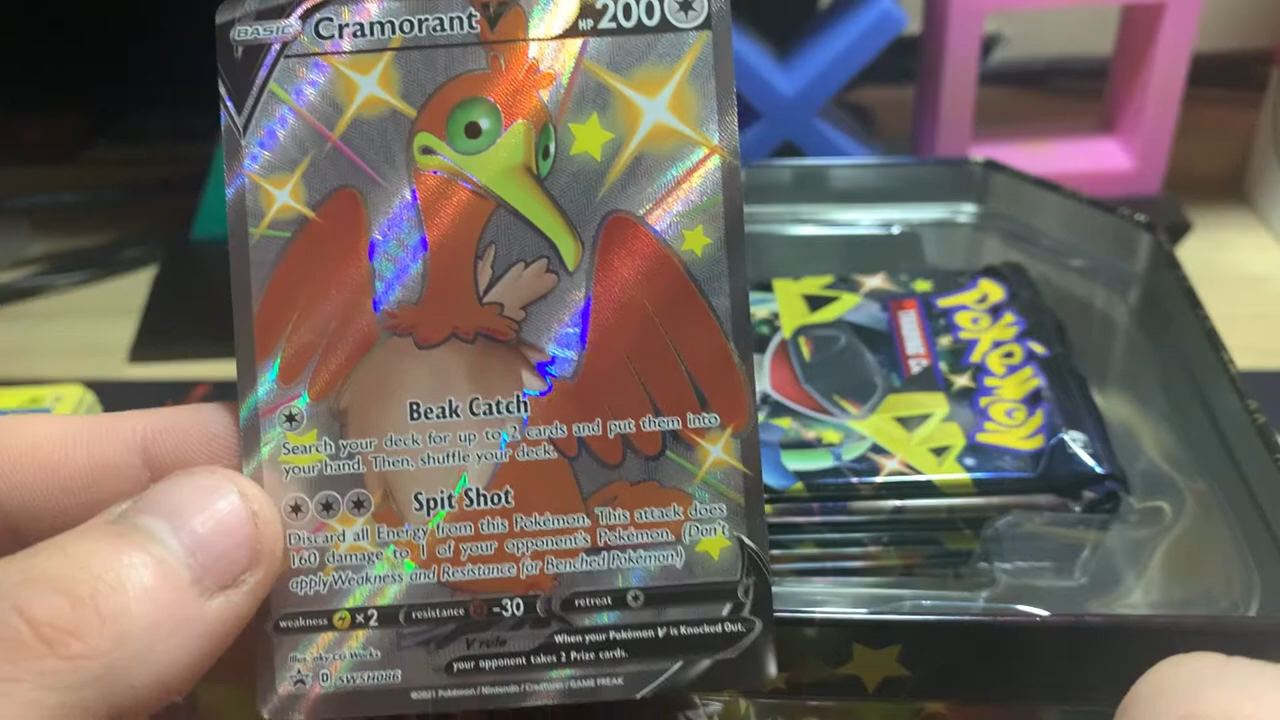 BASIC Cramorant V HP 200
Beak Catch
Search your deck for up to 2 cards and put them into
your hand. Then, shuffle your deck.
Spit Shot
Discard all Energy from this Pokémon. This attack does
160 damage to 1 of your opponent's Pokémon. (Don't
apply Weakness and Resistance for Benched Pokémon.)
weakness ×2 resistance -30 retreat
V rule When your Pokémon V is Knocked Out,
your opponent takes 2 Prize cards.
Illus. aky CG Works
D SWSH086
©2021 Pokémon / Nintendo / Creatures / GAME FREAK
POKéMON